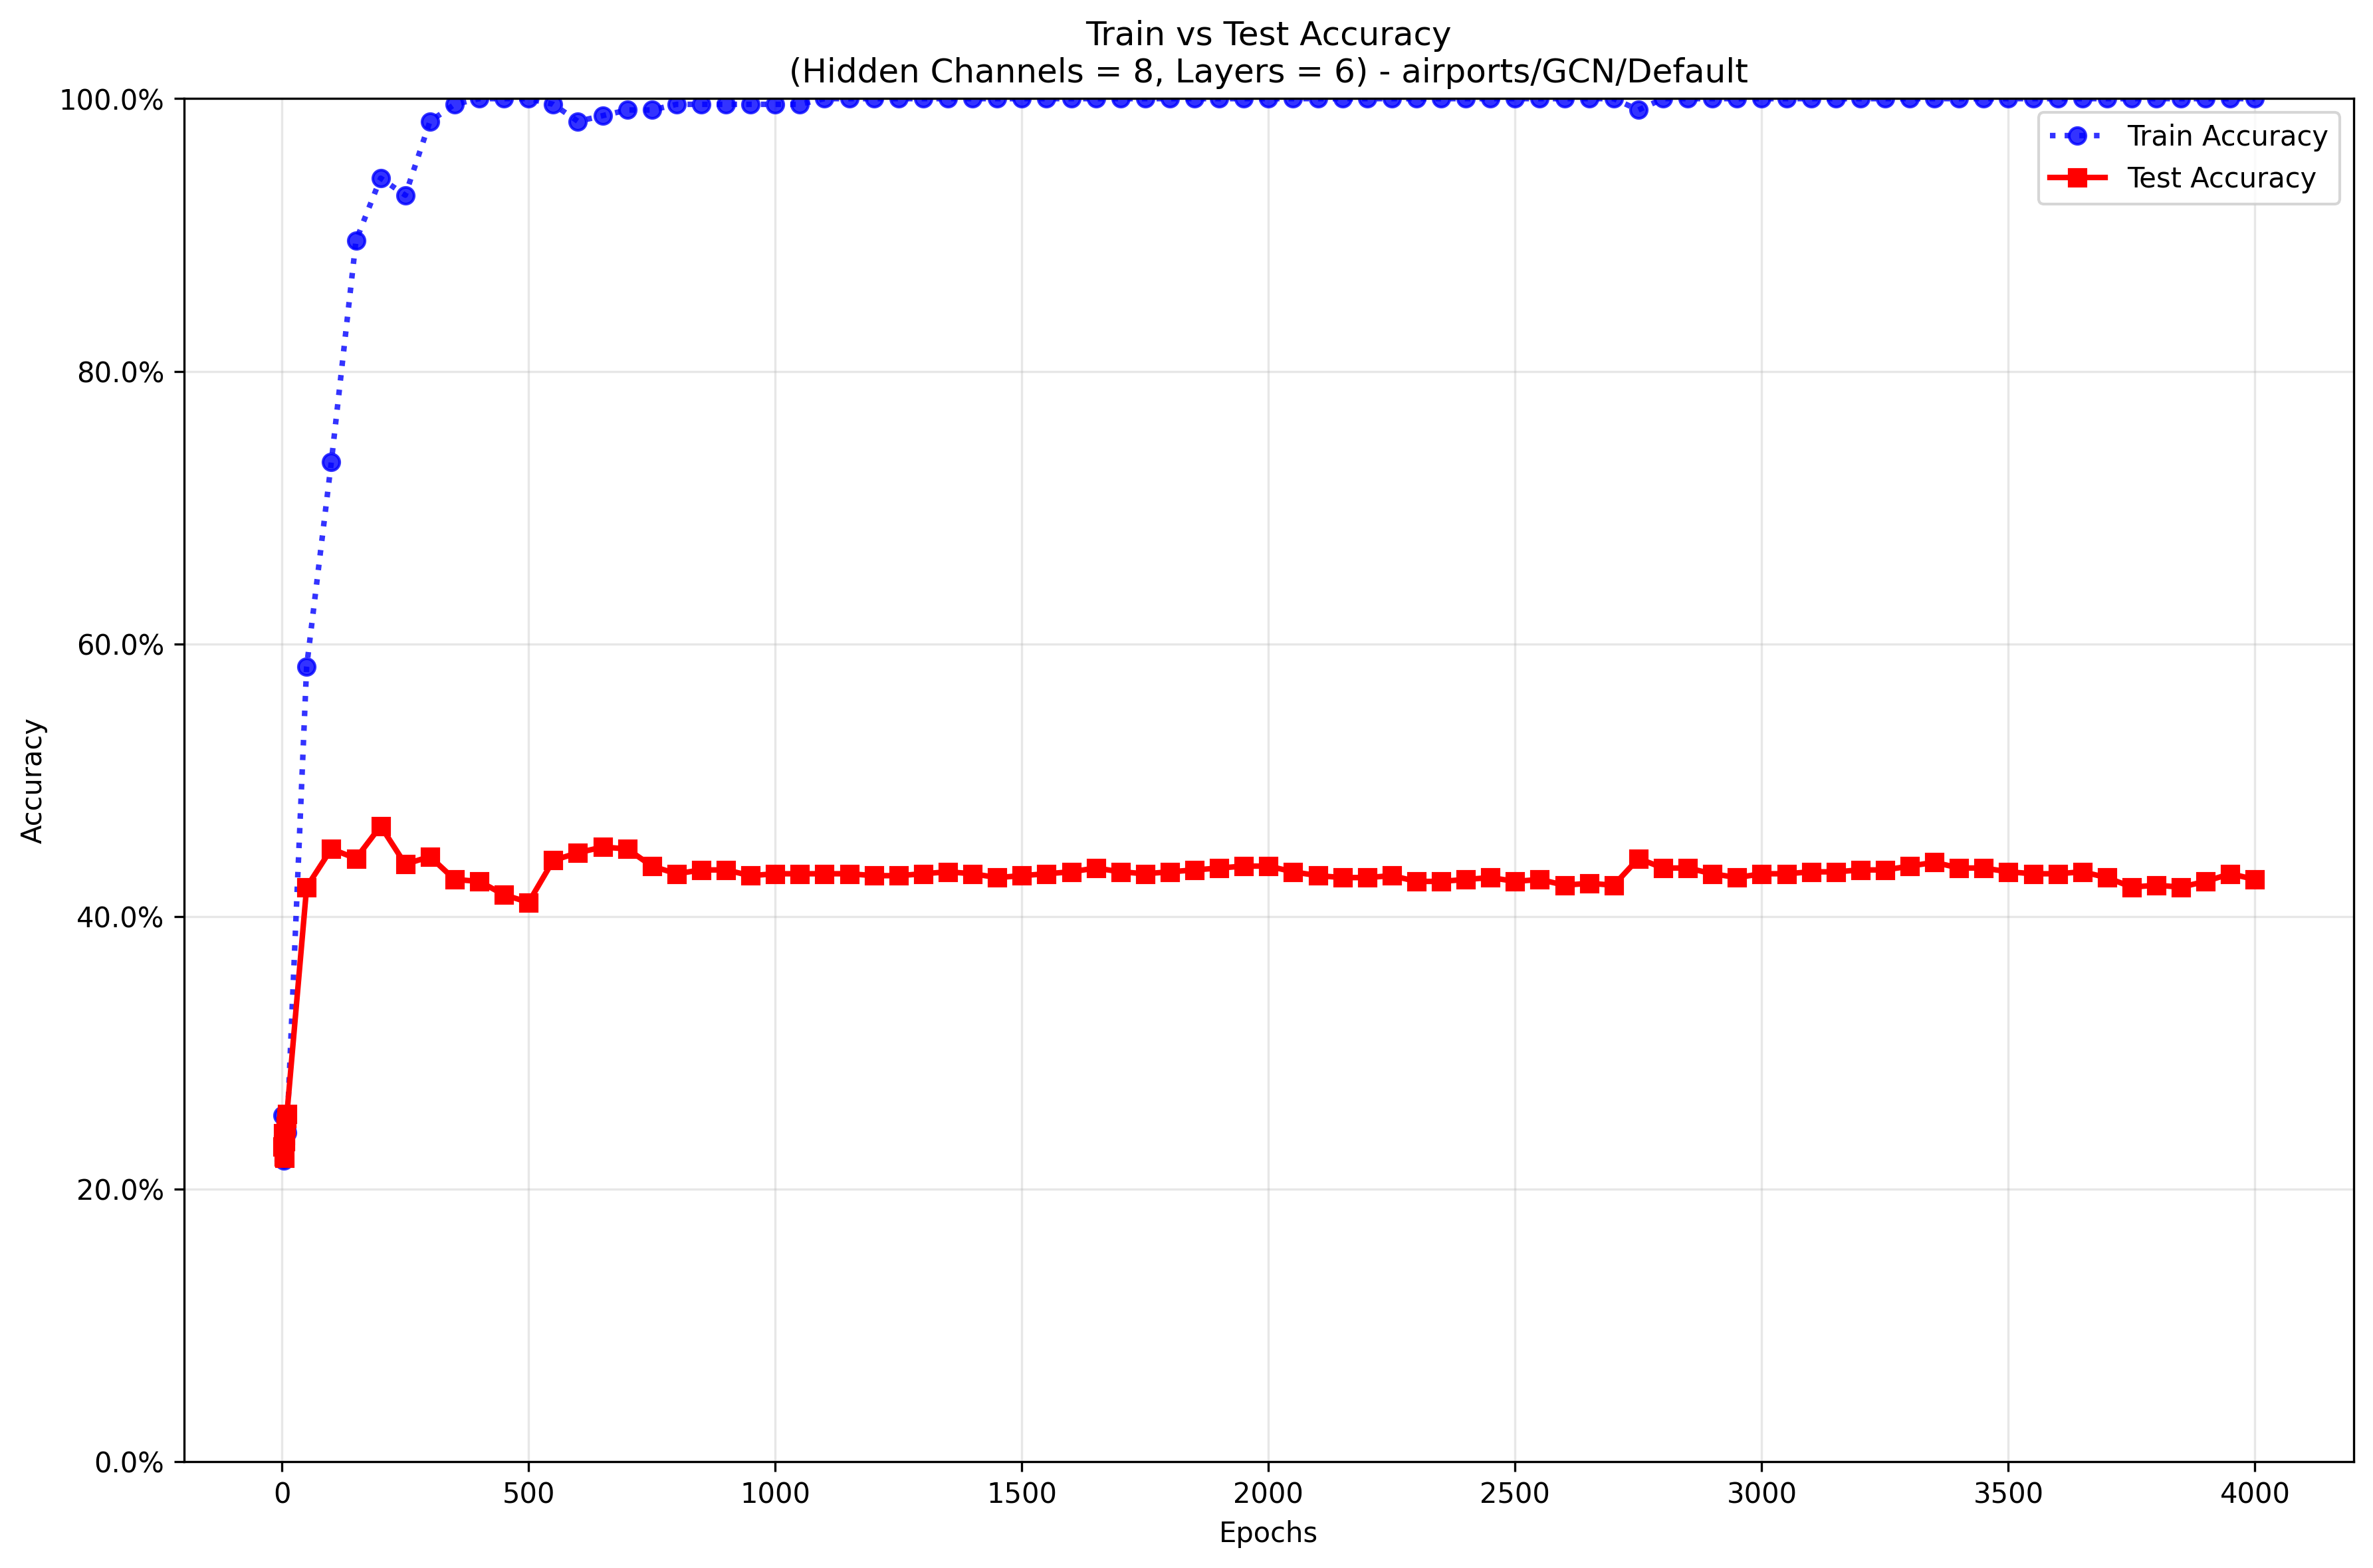 Train vs Test Accuracy
(Hidden Channels = 8, Layers = 6) - airports/GCN/Default
100.0%
80.0%
60.0%
40.0%
20.0%
0.0%
Accuracy
Train Accuracy
Test Accuracy
0 500 1000 1500 2000 2500 3000 3500 4000
Epochs